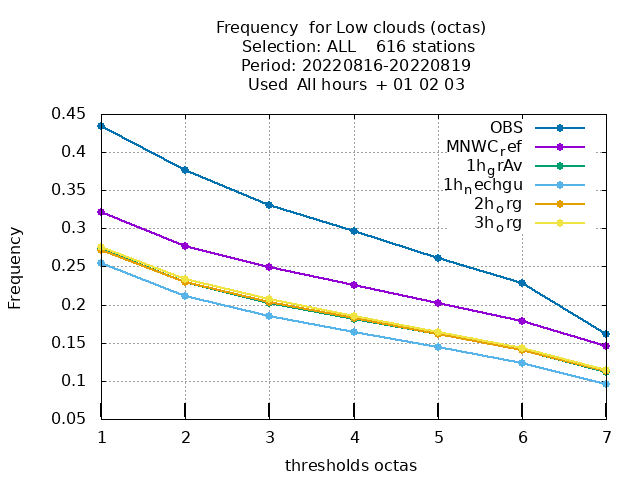 Frequency  for Low clouds (octas)
Selection: ALL    616 stations
Period: 20220816-20220819
Used  All hours  + 01 02 03
0.45
0.4
0.35
0.3
0.25
0.2
0.15
0.1
0.05
Frequency
OBS
MNWC_ref
1h_grAv
1h_nechgu
2h_org
3h_org
1 2 3 4 5 6 7
thresholds octas